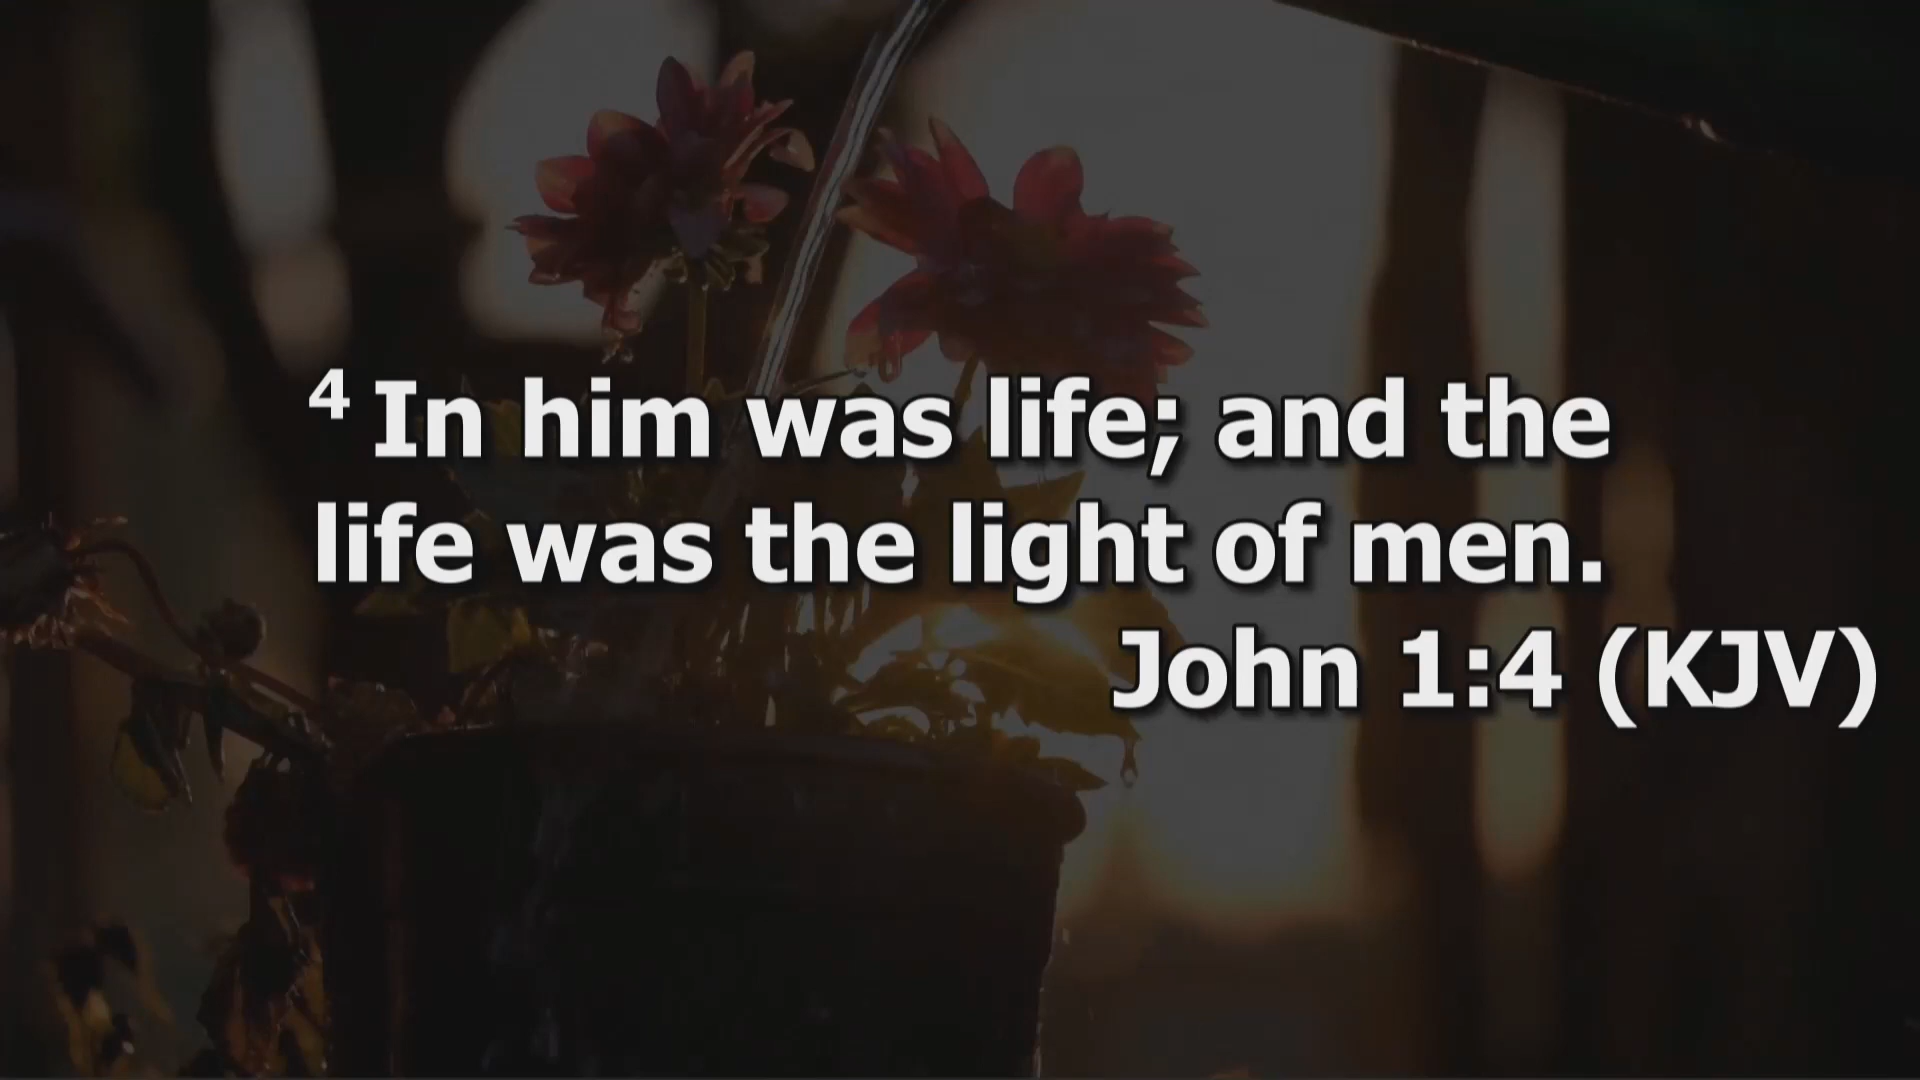 4 In him was life; and the
life was the light of men.
John 1:4 (KJV)